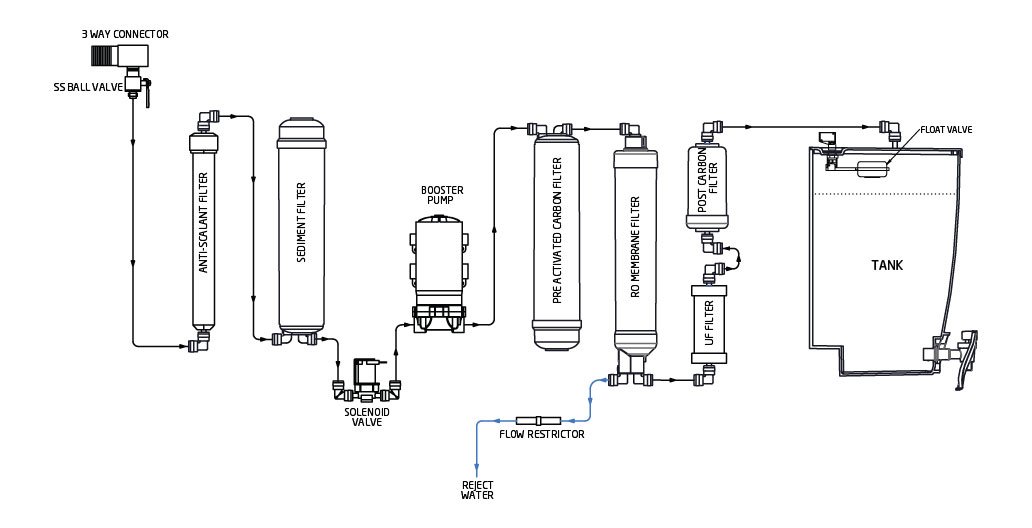 3 WAY CONNECTOR
SS BALL VALVE
ANTI-SCALANT FILTER
SEDIMENT FILTER
SOLENOID
VALVE
BOOSTER
PUMP
PRE ACTIVATED CARBON FILTER
RO MEMBRANE FILTER
FLOW RESTRICTOR
REJECT
WATER
POST CARBON
FILTER
UF FILTER
FLOAT VALVE
TANK